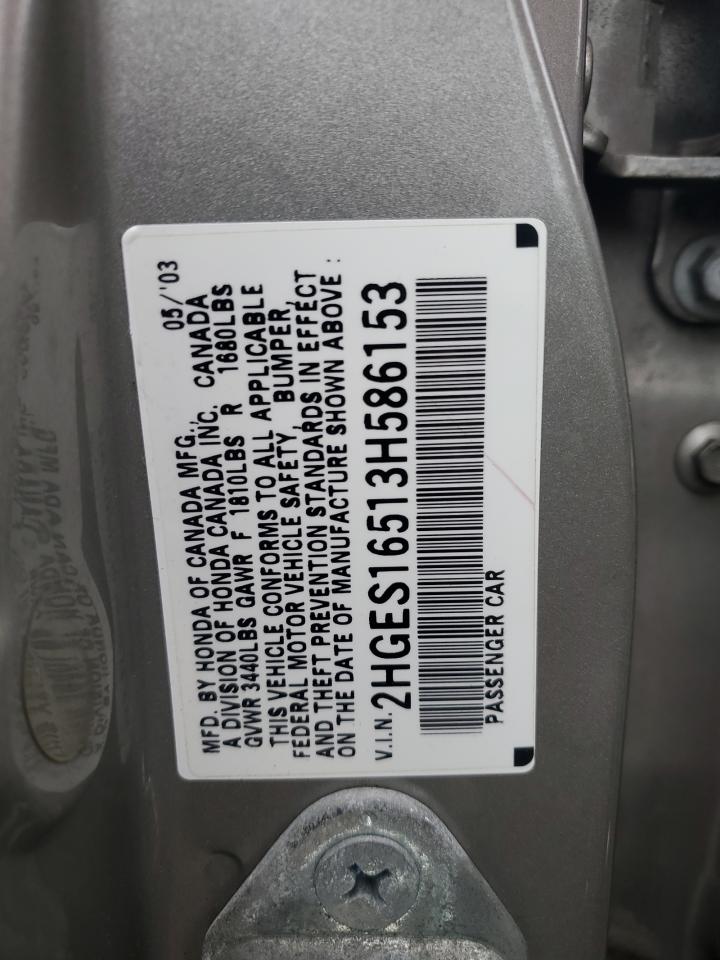 05/'03
MFD. BY HONDA OF CANADA MFG.,
A DIVISION OF HONDA CANADA INC, CANADA
GVWR 3440LBS GAWR F 1810LBS R 1680LBS
THIS VEHICLE CONFORMS TO ALL APPLICABLE
FEDERAL MOTOR VEHICLE SAFETY, BUMPER,
AND THEFT PREVENTION STANDARDS IN EFFECT
ON THE DATE OF MANUFACTURE SHOWN ABOVE :
V.I.N. 2HGES16513H586153
PASSENGER CAR